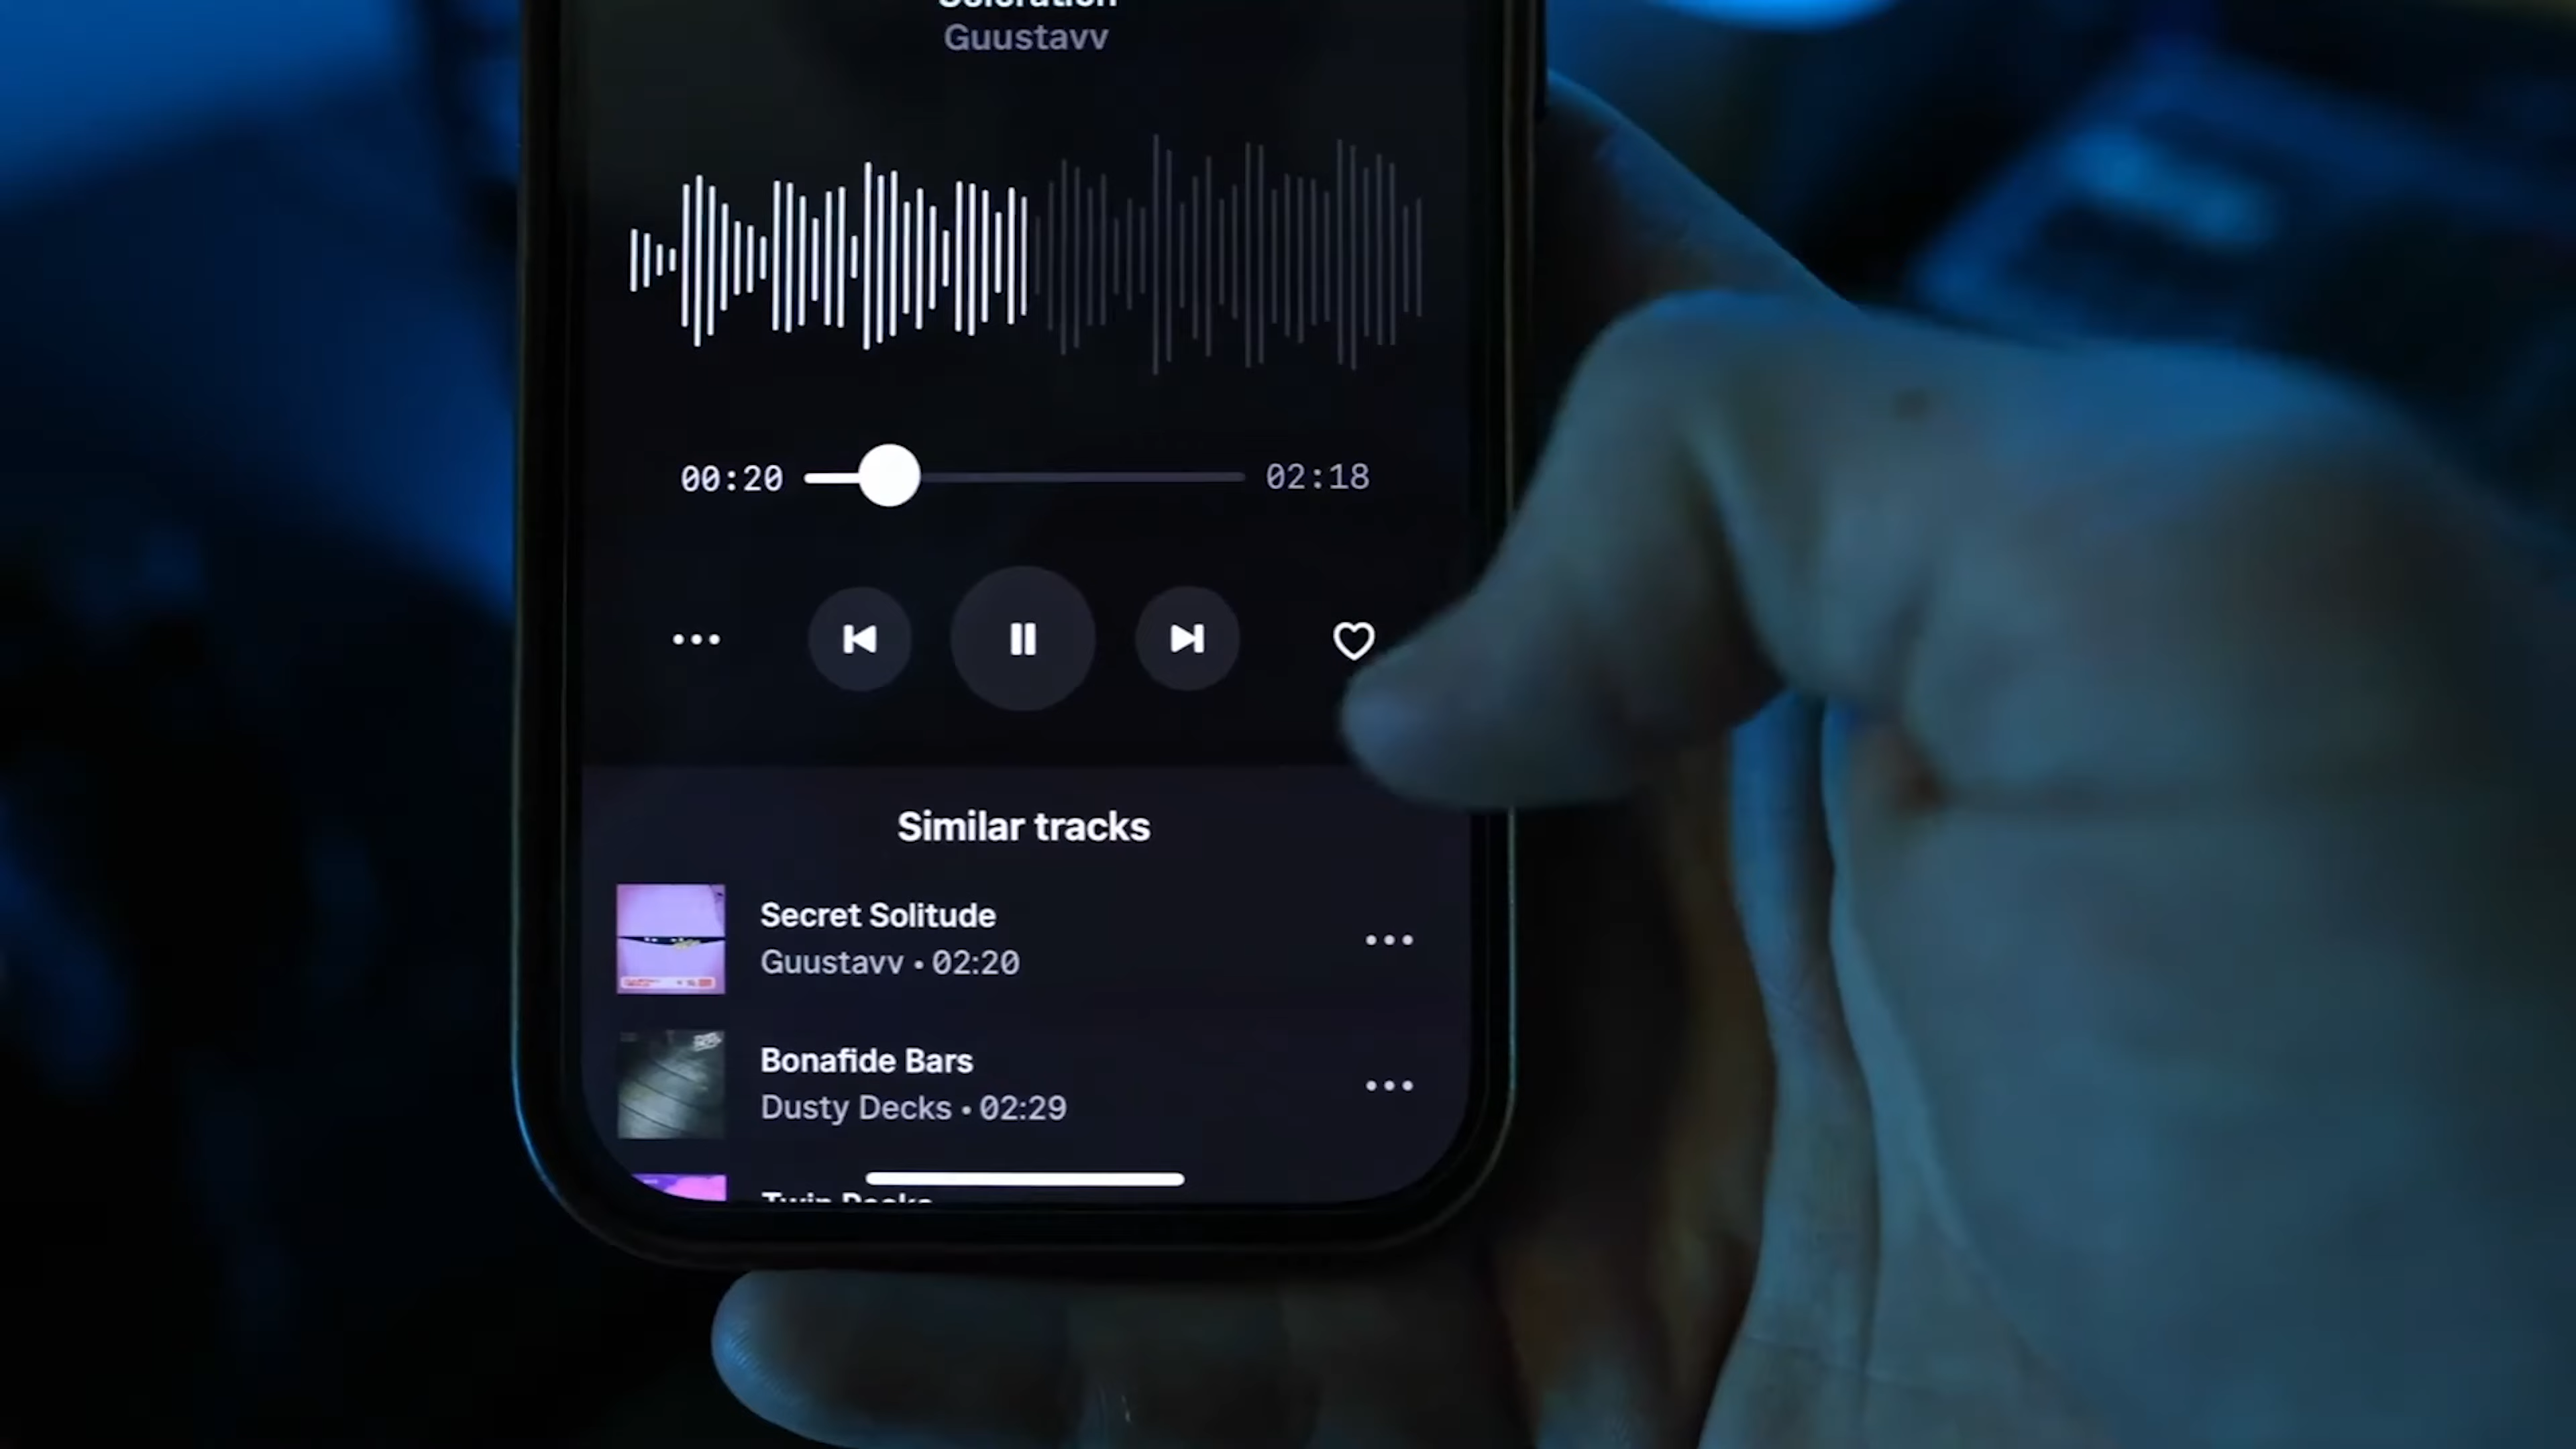 Guustavv
00:20
02:18
Similar tracks
Secret Solitude
Guustavv • 02:20
Bonafide Bars
Dusty Decks • 02:29